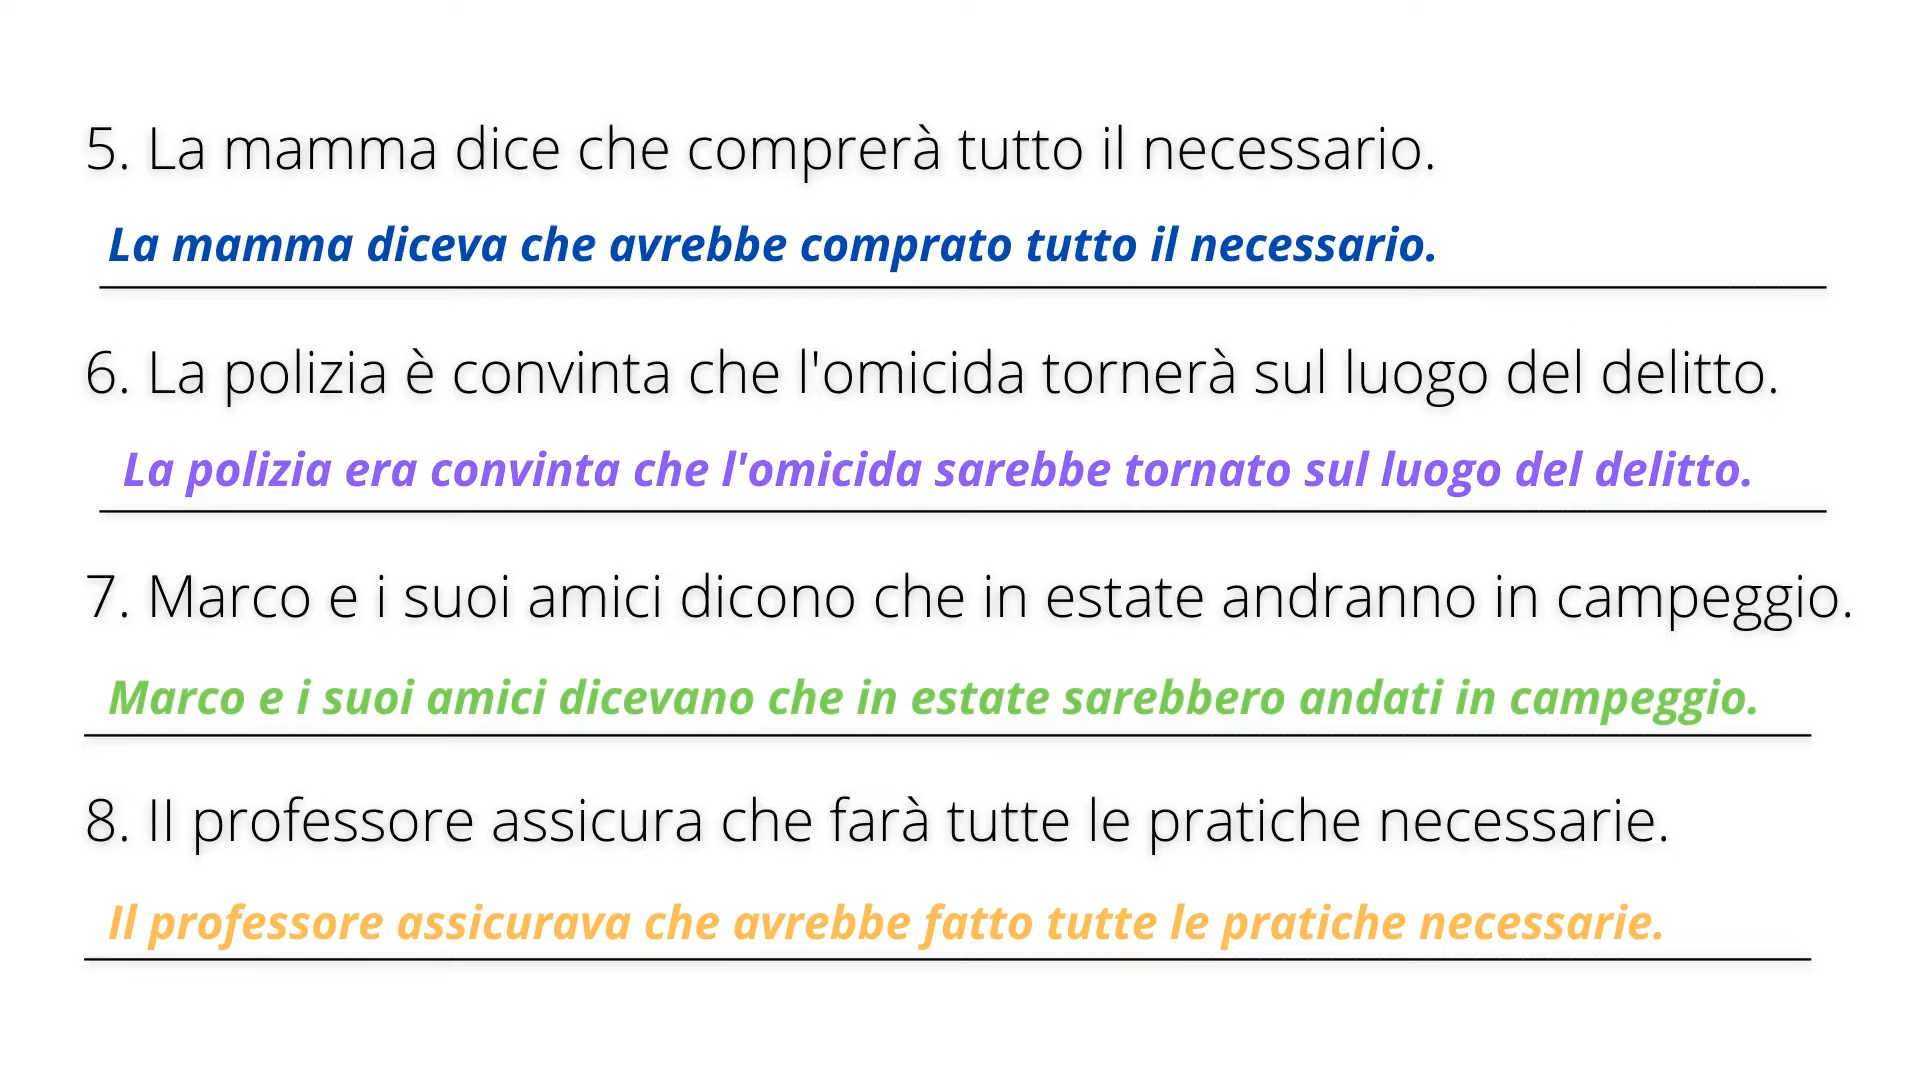 5. La mamma dice che comprerà tutto il necessario.
La mamma diceva che avrebbe comprato tutto il necessario.
6. La polizia è convinta che l'omicida tornerà sul luogo del delitto.
La polizia era convinta che l'omicida sarebbe tornato sul luogo del delitto.
7. Marco e i suoi amici dicono che in estate andranno in campeggio.
Marco e i suoi amici dicevano che in estate sarebbero andati in campeggio.
8. Il professore assicura che farà tutte le pratiche necessarie.
Il professore assicurava che avrebbe fatto tutte le pratiche necessarie.